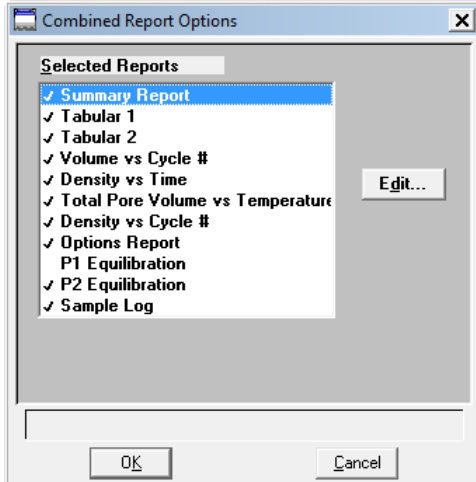 Combined Report Options
Selected Reports
✓ Summary Report
✓ Tabular 1
✓ Tabular 2
✓ Volume vs Cycle #
✓ Density vs Time
✓ Total Pore Volume vs Temperature
✓ Density vs Cycle #
✓ Options Report
P1 Equilibration
✓ P2 Equilibration
✓ Sample Log
Edit...
OK
Cancel